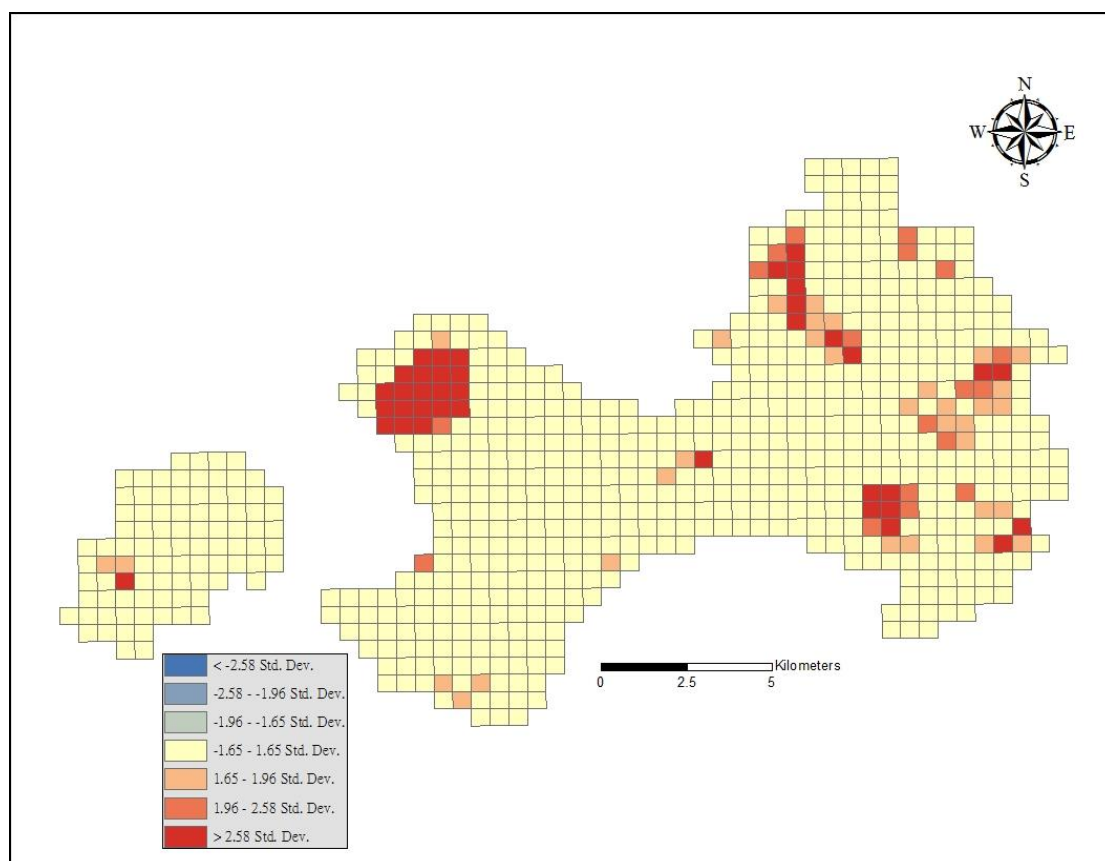 N
W E
S
< -2.58 Std. Dev.
-2.58 - -1.96 Std. Dev.
-1.96 - -1.65 Std. Dev.
-1.65 - 1.65 Std. Dev.
1.65 - 1.96 Std. Dev.
1.96 - 2.58 Std. Dev.
> 2.58 Std. Dev.
Kilometers
0 2.5 5